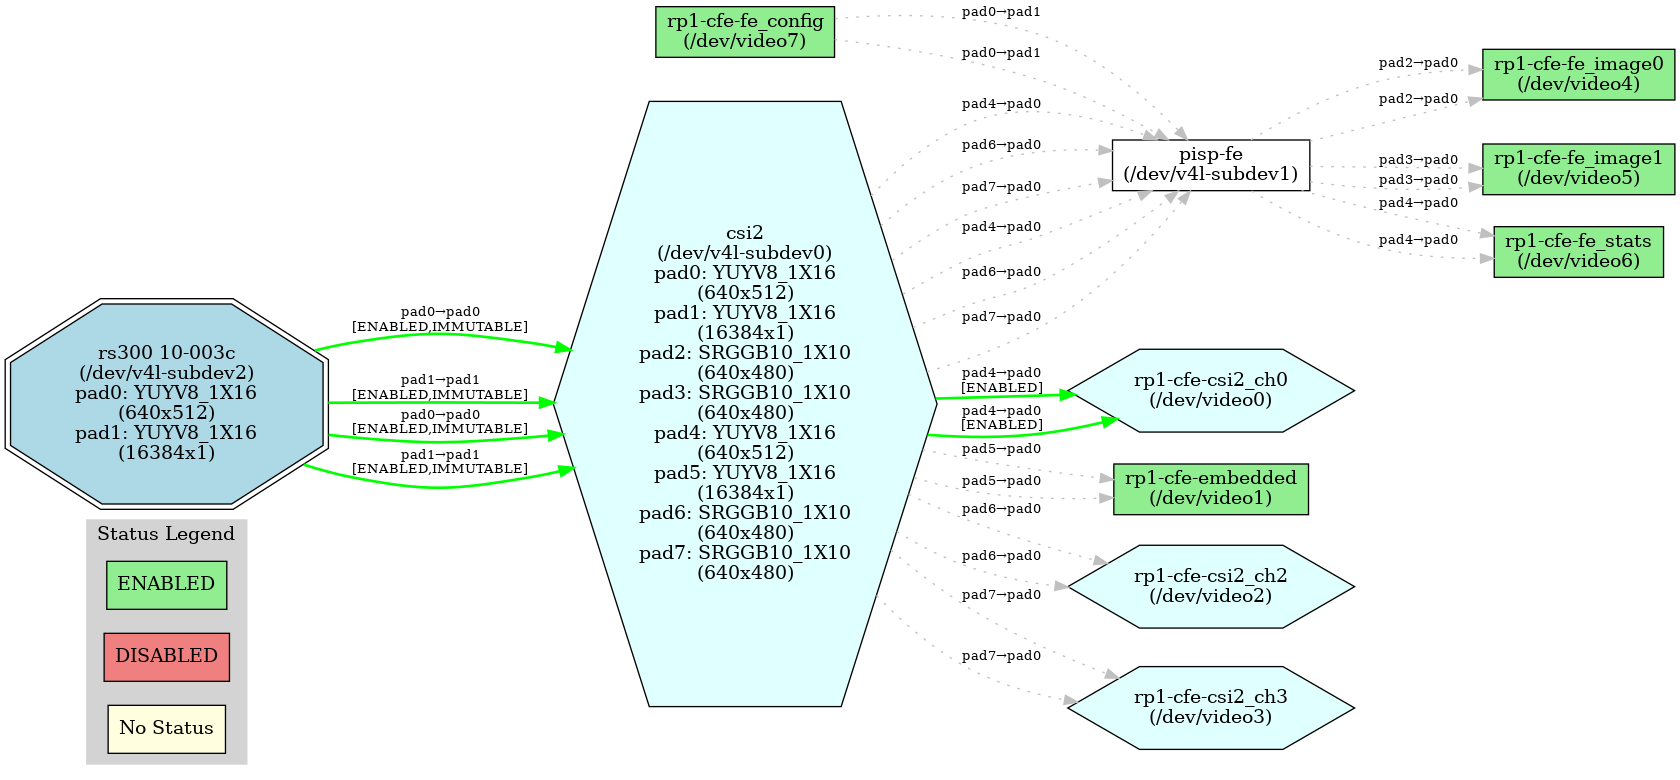 rp1-cfe-fe_config
(/dev/video7)
pad0→pad1
pad0→pad1
pad4→pad0
pad6→pad0
pad7→pad0
pad4→pad0
pad6→pad0
pad7→pad0
pisp-fe
(/dev/v4l-subdev1)
pad2→pad0
pad2→pad0
pad3→pad0
pad3→pad0
pad4→pad0
pad4→pad0
rp1-cfe-fe_image0
(/dev/video4)
rp1-cfe-fe_image1
(/dev/video5)
rp1-cfe-fe_stats
(/dev/video6)
rs300 10-003c
(/dev/v4l-subdev2)
pad0: YUYV8_1X16
(640x512)
pad1: YUYV8_1X16
(16384x1)
pad0→pad0
[ENABLED,IMMUTABLE]
pad1→pad1
[ENABLED,IMMUTABLE]
pad0→pad0
[ENABLED,IMMUTABLE]
pad1→pad1
[ENABLED,IMMUTABLE]
csi2
(/dev/v4l-subdev0)
pad0: YUYV8_1X16
(640x512)
pad1: YUYV8_1X16
(16384x1)
pad2: SRGGB10_1X10
(640x480)
pad3: SRGGB10_1X10
(640x480)
pad4: YUYV8_1X16
(640x512)
pad5: YUYV8_1X16
(16384x1)
pad6: SRGGB10_1X10
(640x480)
pad7: SRGGB10_1X10
(640x480)
pad4→pad0
[ENABLED]
pad4→pad0
[ENABLED]
pad5→pad0
pad5→pad0
pad6→pad0
pad6→pad0
pad7→pad0
pad7→pad0
rp1-cfe-csi2_ch0
(/dev/video0)
rp1-cfe-embedded
(/dev/video1)
rp1-cfe-csi2_ch2
(/dev/video2)
rp1-cfe-csi2_ch3
(/dev/video3)
Status Legend
ENABLED
DISABLED
No Status